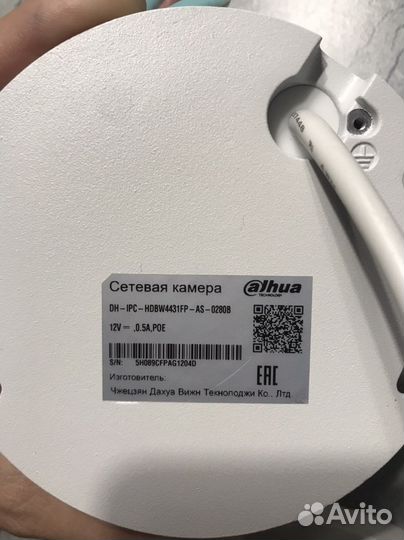 Сетевая камера
alhua
TECHNOLOGY
DH-IPC-HDBW4431FP-AS-0280B
12V ⎓ ,0.5A,POE
S/N: 5H089CFPAG1204D
EAC
Изготовитель:
Чжецзян Дахуа Вижн Текнолоджи Ко., Лтд
Avito